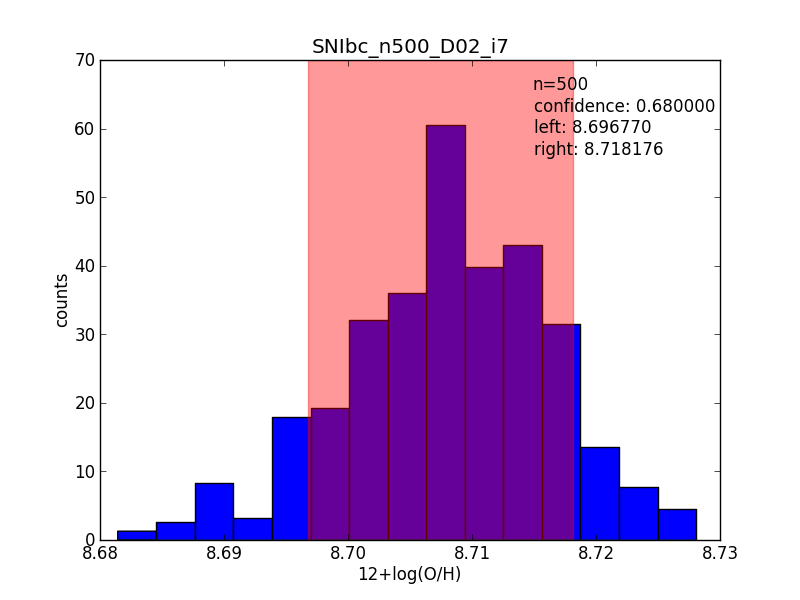 SNIbc_n500_D02_i7
n=500
confidence: 0.680000
left: 8.696770
right: 8.718176
70
60
50
40
30
20
10
0
counts
8.68 8.69 8.70 8.71 8.72 8.73
12+log(O/H)